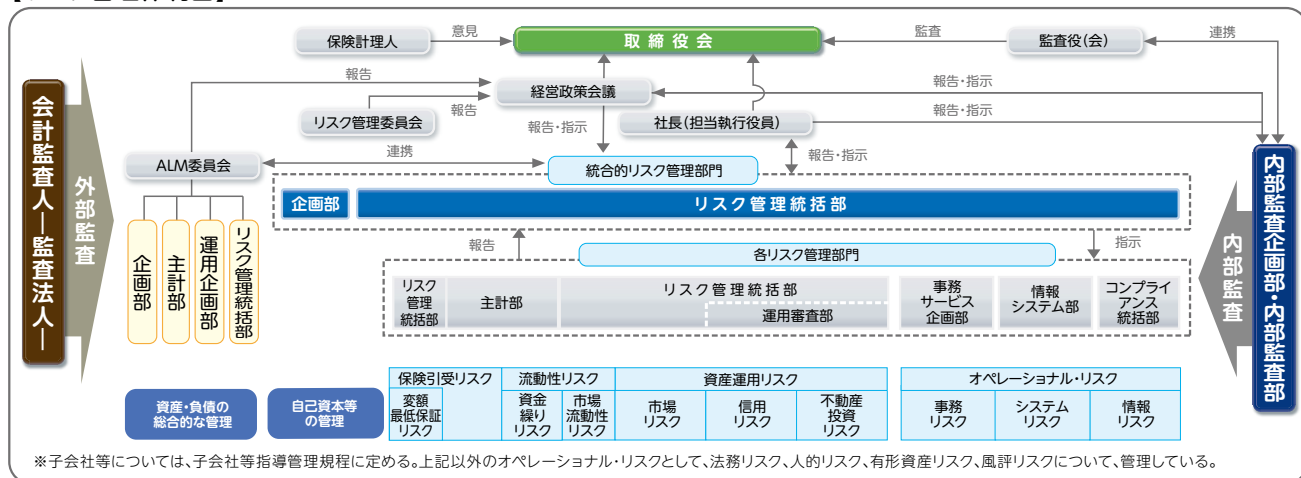 保険計理人
意見
取締役会
監査
監査役(会)
連携
報告
経営政策会議
報告・指示
リスク管理委員会
報告
報告・指示
社長(担当執行役員)
報告・指示
ALM委員会
連携
統合的リスク管理部門
報告・指示
企画部
リスク管理統括部
会計監査人―監査法人―
外部監査
企画部
主計部
運用企画部
リスク管理統括部
報告
各リスク管理部門
指示
リスク
管理
統括部
主計部
リスク管理統括部
運用審査部
事務
サービス
企画部
情報
システム部
コンプライ
アンス
統括部
内部監査
内部監査企画部・内部監査部
資産・負債の
総合的な管理
自己資本等
の管理
保険引受リスク
変額
最低保証
リスク
流動性リスク
資金
繰り
リスク
市場
流動性
リスク
資産運用リスク
市場
リスク
信用
リスク
不動産
投資
リスク
オペレーショナル・リスク
事務
リスク
システム
リスク
情報
リスク
※子会社等については、子会社等指導管理規程に定める。上記以外のオペレーショナル・リスクとして、法務リスク、人的リスク、有形資産リスク、風評リスクについて、管理している。